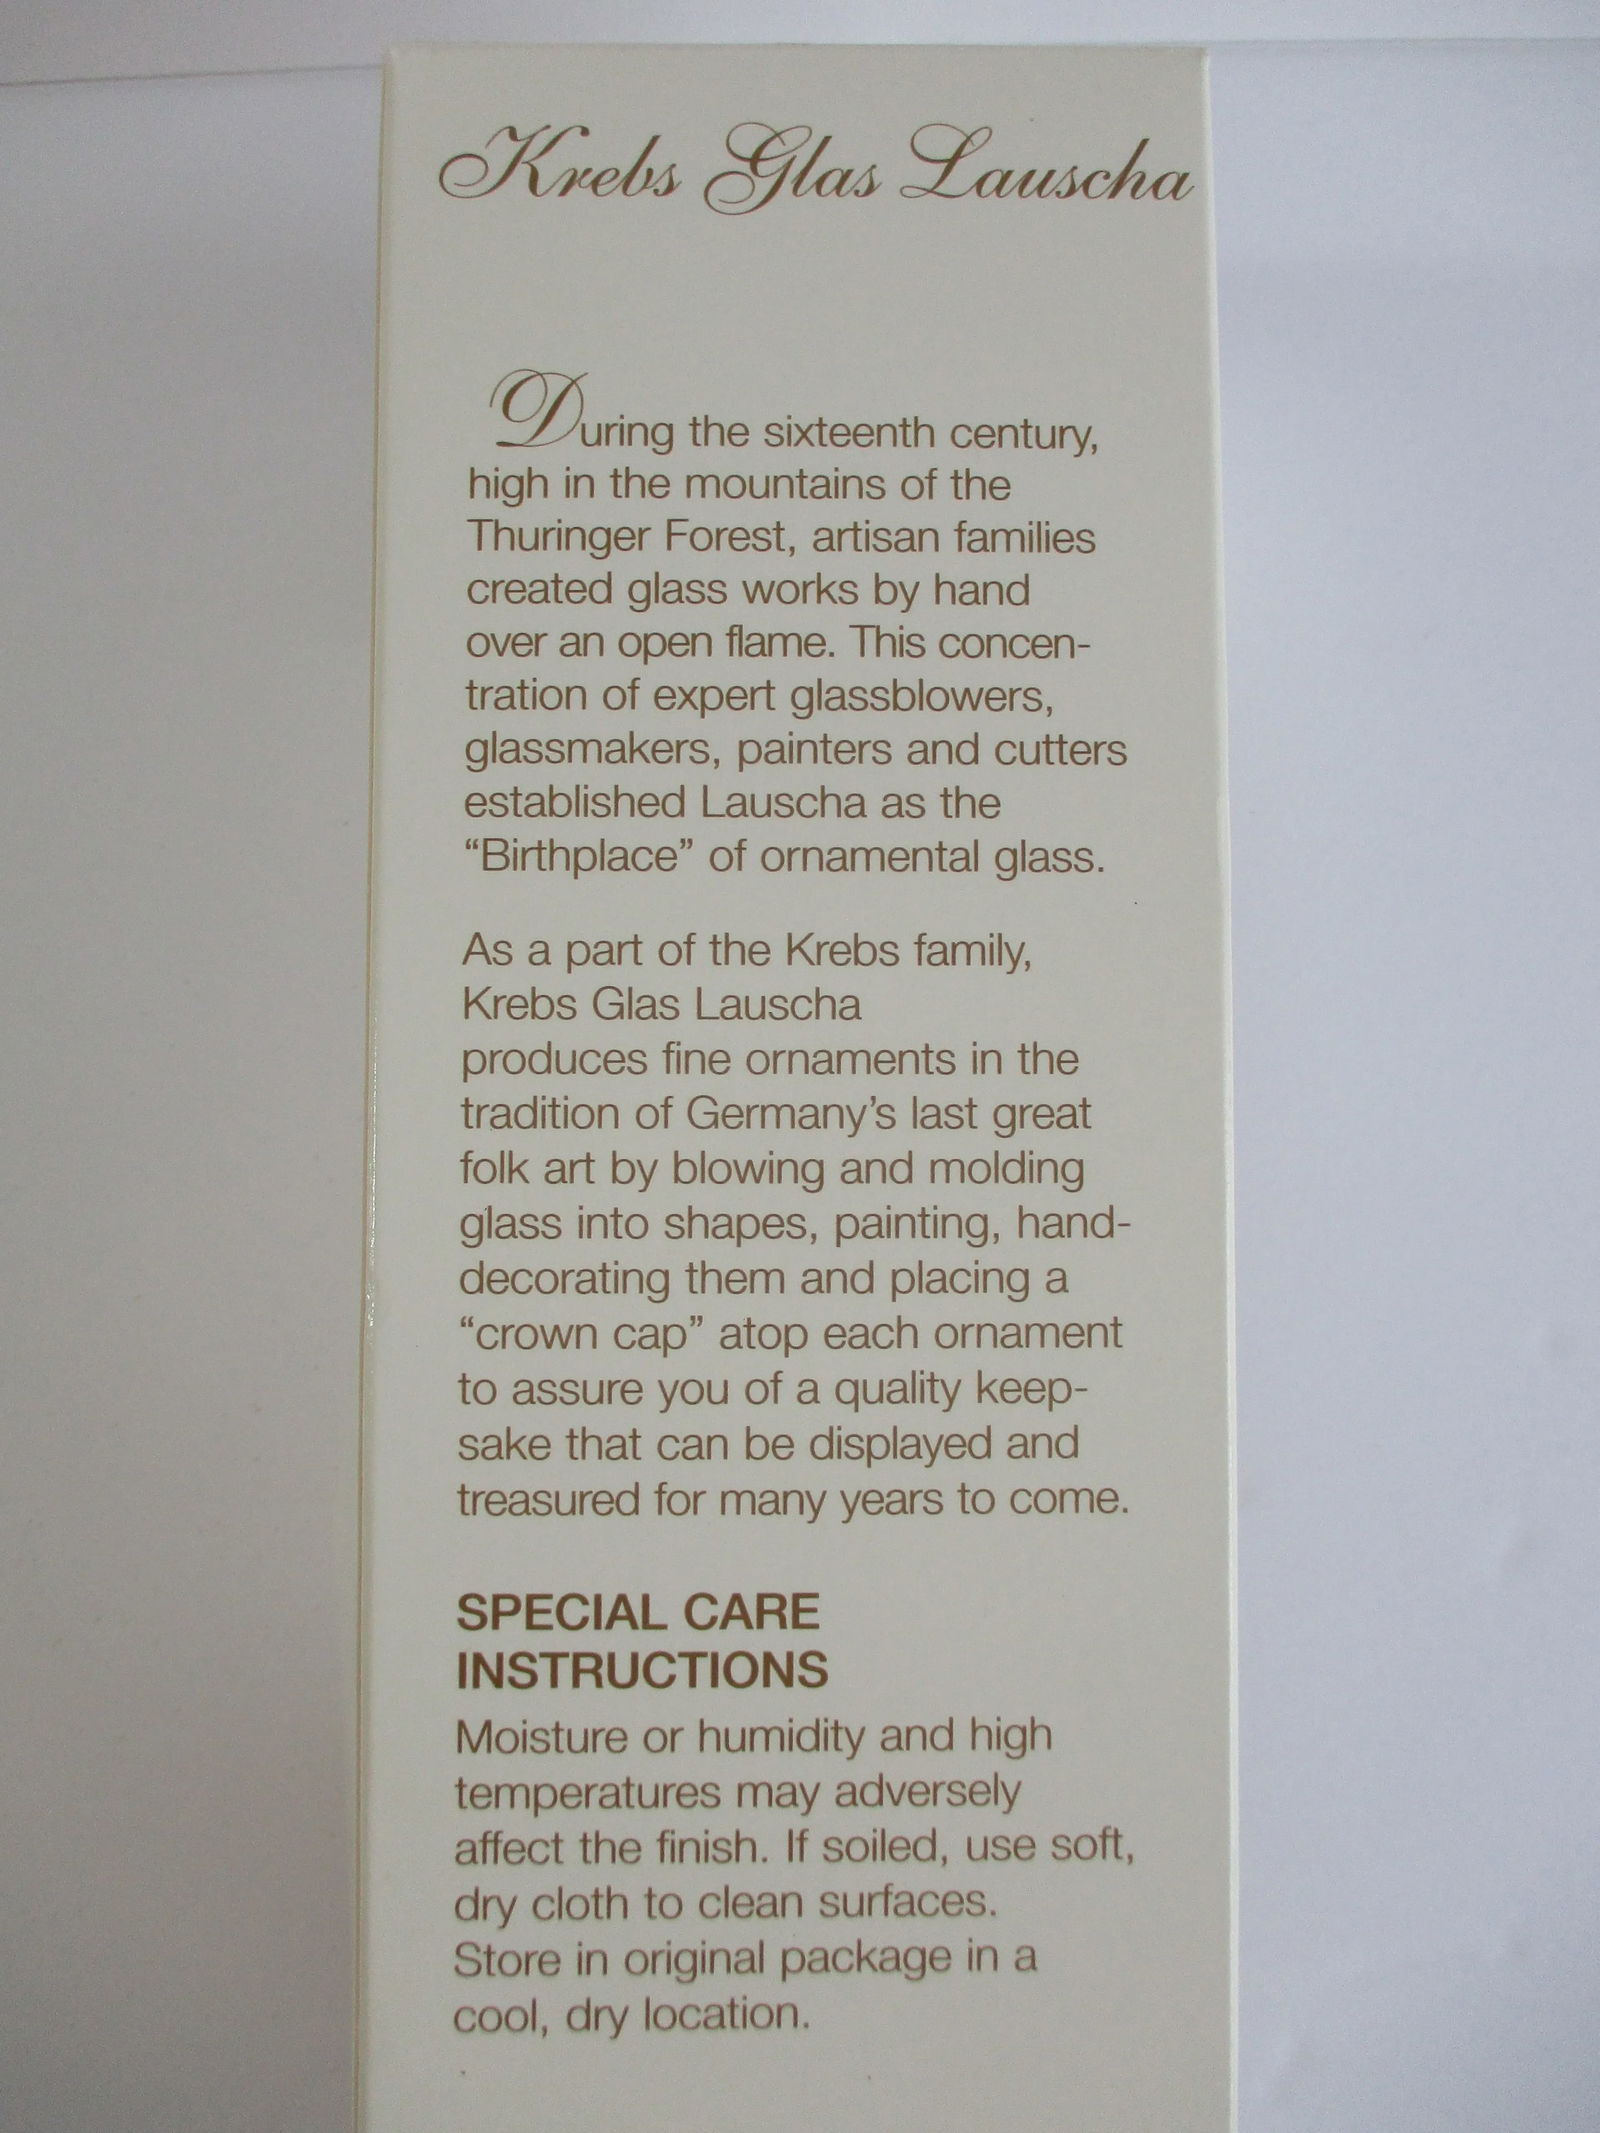 Krebs Glas Lauscha
During the sixteenth century,
high in the mountains of the
Thuringer Forest, artisan families
created glass works by hand
over an open flame. This concen-
tration of expert glassblowers,
glassmakers, painters and cutters
established Lauscha as the
“Birthplace” of ornamental glass.
As a part of the Krebs family,
Krebs Glas Lauscha
produces fine ornaments in the
tradition of Germany’s last great
folk art by blowing and molding
glass into shapes, painting, hand-
decorating them and placing a
“crown cap” atop each ornament
to assure you of a quality keep-
sake that can be displayed and
treasured for many years to come.
SPECIAL CARE
INSTRUCTIONS
Moisture or humidity and high
temperatures may adversely
affect the finish. If soiled, use soft,
dry cloth to clean surfaces.
Store in original package in a
cool, dry location.